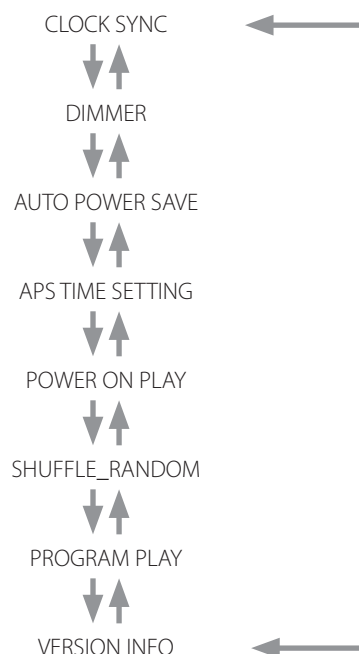 CLOCK SYNC
DIMMER
AUTO POWER SAVE
APS TIME SETTING
POWER ON PLAY
SHUFFLE_RANDOM
PROGRAM PLAY
VERSION INFO